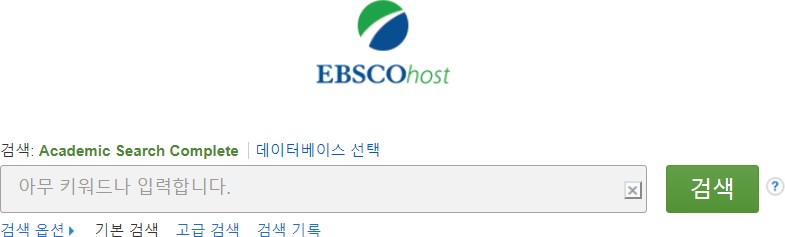 EBSCOhost
검색: Academic Search Complete 데이터베이스 선택
아무 키워드나 입력합니다. 검색 ?
검색 옵션 기본 검색 고급 검색 검색 기록